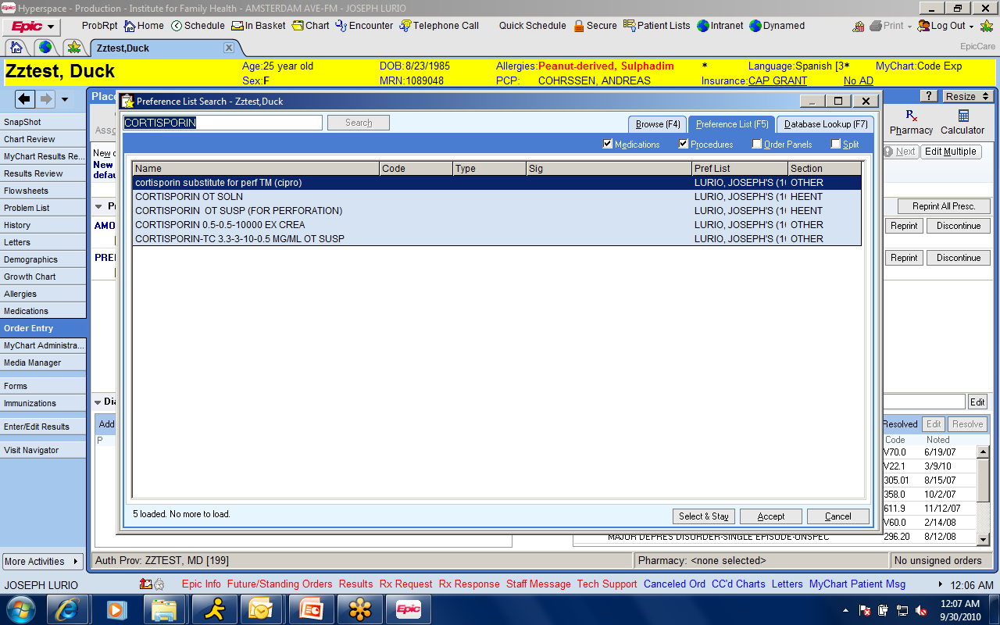 Epic Hyperspace - Production - Institute for Family Health - AMSTERDAM AVE-FM - JOSEPH LURIO
Epic ProbRpt Home Schedule In Basket Chart Encounter Telephone Call Quick Schedule Secure Patient Lists Intranet Dynamed Print Log Out
Zztest,Duck X EpicCare
Zztest, Duck
Age:25 year old DOB:8/23/1985 Allergies:Peanut-derived, Sulphadim * Language:Spanish [3* MyChart:Code Exp
Sex:F MRN:1089048 PCP: COHRSSEN, ANDREAS Insurance:CAP GRANT No AD
Place
? Resize
SnapShot
Chart Review
MyChart Results Re...
Results Review
Flowsheets
Problem List
History
Letters
Demographics
Growth Chart
Allergies
Medications
Order Entry
MyChart Administra...
Media Manager
Forms
Immunizations
Enter/Edit Results
Visit Navigator
More Activities
Assg
New o
New
defau
P
AMO
PRE
Dia
Add
P
Preference List Search - Zztest,Duck
CORTISPORIN Search Browse (F4) Preference List (F5) Database Lookup (F7)
Medications Procedures Order Panels Split
Name Code Type Sig Pref List Section
cortisporin substitute for perf TM (cipro) LURIO, JOSEPH'S (10 OTHER
CORTISPORIN OT SOLN LURIO, JOSEPH'S (10 HEENT
CORTISPORIN OT SUSP (FOR PERFORATION) LURIO, JOSEPH'S (10 HEENT
CORTISPORIN 0.5-0.5-10000 EX CREA LURIO, JOSEPH'S (10 OTHER
CORTISPORIN-TC 3.3-3-10-0.5 MG/ML OT SUSP LURIO, JOSEPH'S (10 OTHER
5 loaded. No more to load.
Select & Stay Accept Cancel
Rx Pharmacy Calculator
Next Edit Multiple
Reprint All Presc.
Reprint Discontinue
Reprint Discontinue
Edit
Resolved Edit Resolve
Code Noted
V70.0 6/19/07
V22.1 3/9/10
305.01 8/15/07
358.0 10/2/07
611.9 11/12/07
V60.0 2/14/08
MAJOR DEPRES DISORDER-SINGLE EPISODE-UNSPEC 296.20 8/12/08
Auth Prov: ZZTEST, MD [199] Pharmacy: <none selected> No unsigned orders
JOSEPH LURIO Epic Info Future/Standing Orders Results Rx Request Rx Response Staff Message Tech Support Canceled Ord CC'd Charts Letters MyChart Patient Msg 12:06 AM
Epic
12:07 AM
9/30/2010